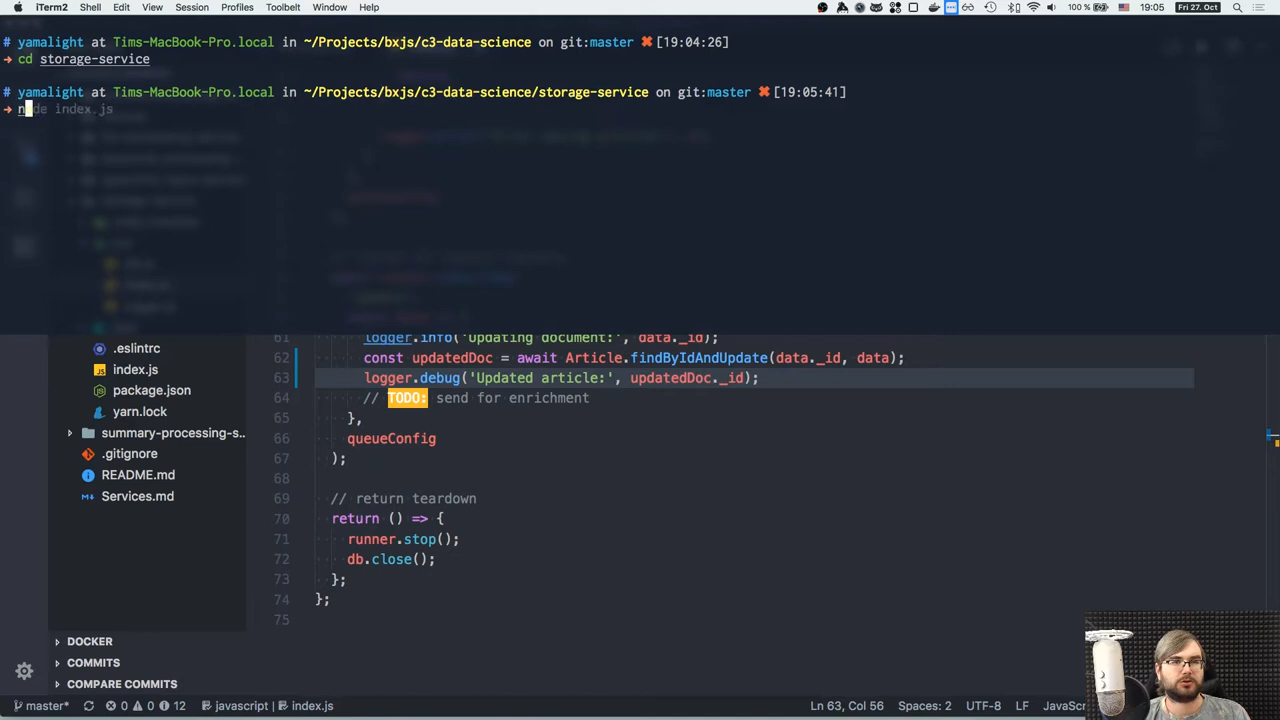 iTerm2 Shell Edit View Session Profiles Toolbelt Window Help 100 % 19:05 Fri 27. Oct
# yamalight at Tims-MacBook-Pro.local in ~/Projects/bxjs/c3-data-science on git:master ✖ [19:04:26]
➜ cd storage-service
# yamalight at Tims-MacBook-Pro.local in ~/Projects/bxjs/c3-data-science/storage-service on git:master ✖ [19:05:41]
➜ node index.js
61 logger.info('Updating document:', data._id);
62 const updatedDoc = await Article.findByIdAndUpdate(data._id, data);
63 logger.debug('Updated article:', updatedDoc._id);
64 // TODO: send for enrichment
65 },
66 queueConfig
67 );
68
69 // return teardown
70 return () => {
71 runner.stop();
72 db.close();
73 };
74 };
75
.eslintrc
index.js
package.json
yarn.lock
summary-processing-s..
.gitignore
README.md
Services.md
DOCKER
COMMITS
COMPARE COMMITS
master* 0 0 12 javascript | index.js Ln 63, Col 56 Spaces: 2 UTF-8 LF JavaSc